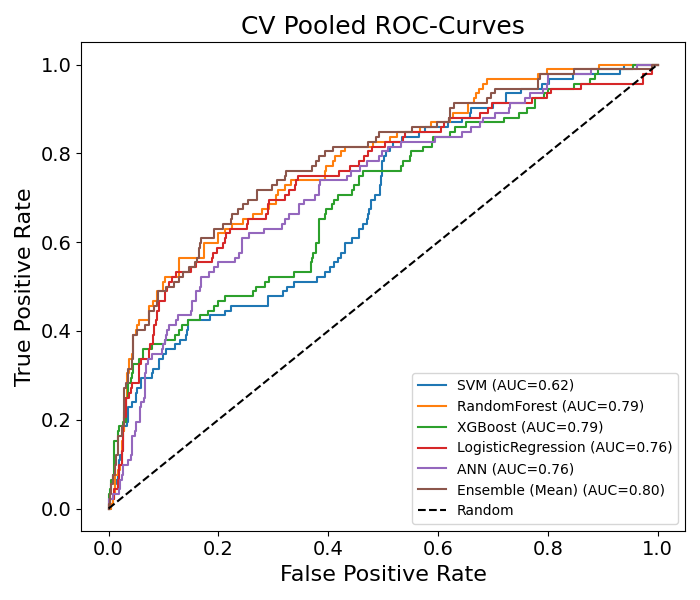 CV Pooled ROC-Curves
True Positive Rate
1.0
0.8
0.6
0.4
0.2
0.0
SVM (AUC=0.62)
RandomForest (AUC=0.79)
XGBoost (AUC=0.79)
LogisticRegression (AUC=0.76)
ANN (AUC=0.76)
Ensemble (Mean) (AUC=0.80)
Random
0.0 0.2 0.4 0.6 0.8 1.0
False Positive Rate